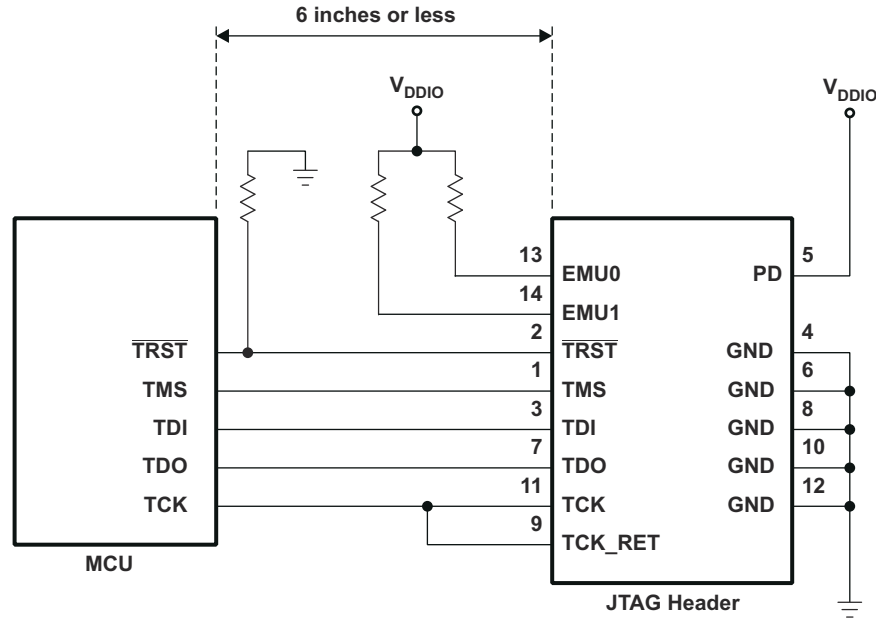 6 inches or less
V_DDIO
V_DDIO
13
EMU0
5
PD
14
EMU1
2
4
TRST
TRST
GND
1
6
TMS
TMS
GND
3
8
TDI
TDI
GND
7
10
TDO
TDO
GND
11
12
TCK
TCK
GND
9
TCK_RET
MCU
JTAG Header